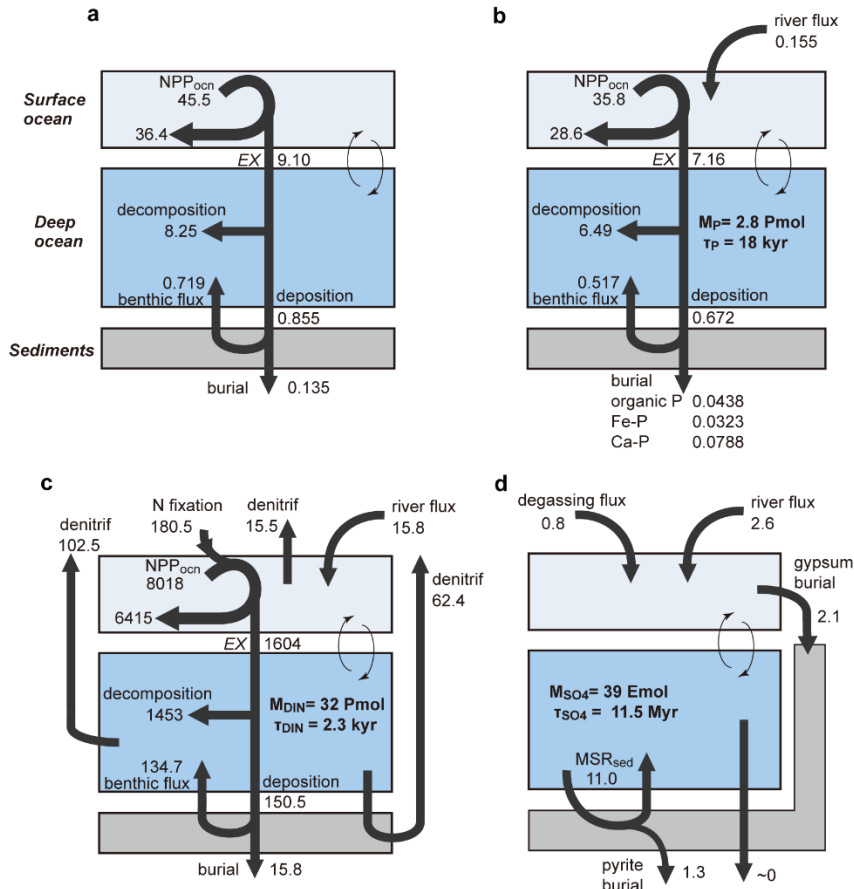 a
Surface
ocean
Deep
ocean
Sediments
NPPocn
45.5
36.4
EX 9.10
decomposition
8.25
0.719
benthic flux
deposition
0.855
burial
0.135
b
river flux
0.155
NPPocn
35.8
28.6
EX 7.16
decomposition
6.49
MP= 2.8 Pmol
τP = 18 kyr
0.517
benthic flux
deposition
0.672
burial
organic P 0.0438
Fe-P 0.0323
Ca-P 0.0788
c
denitrif
102.5
N fixation
180.5
denitrif
15.5
river flux
15.8
denitrif
62.4
NPPocn
8018
6415
EX 1604
decomposition
1453
MDIN= 32 Pmol
τDIN = 2.3 kyr
134.7
benthic flux
deposition
150.5
burial 15.8
d
degassing flux
0.8
river flux
2.6
gypsum
burial
2.1
MSO4= 39 Emol
τSO4 = 11.5 Myr
MSRsed
11.0
pyrite
burial
1.3
~0